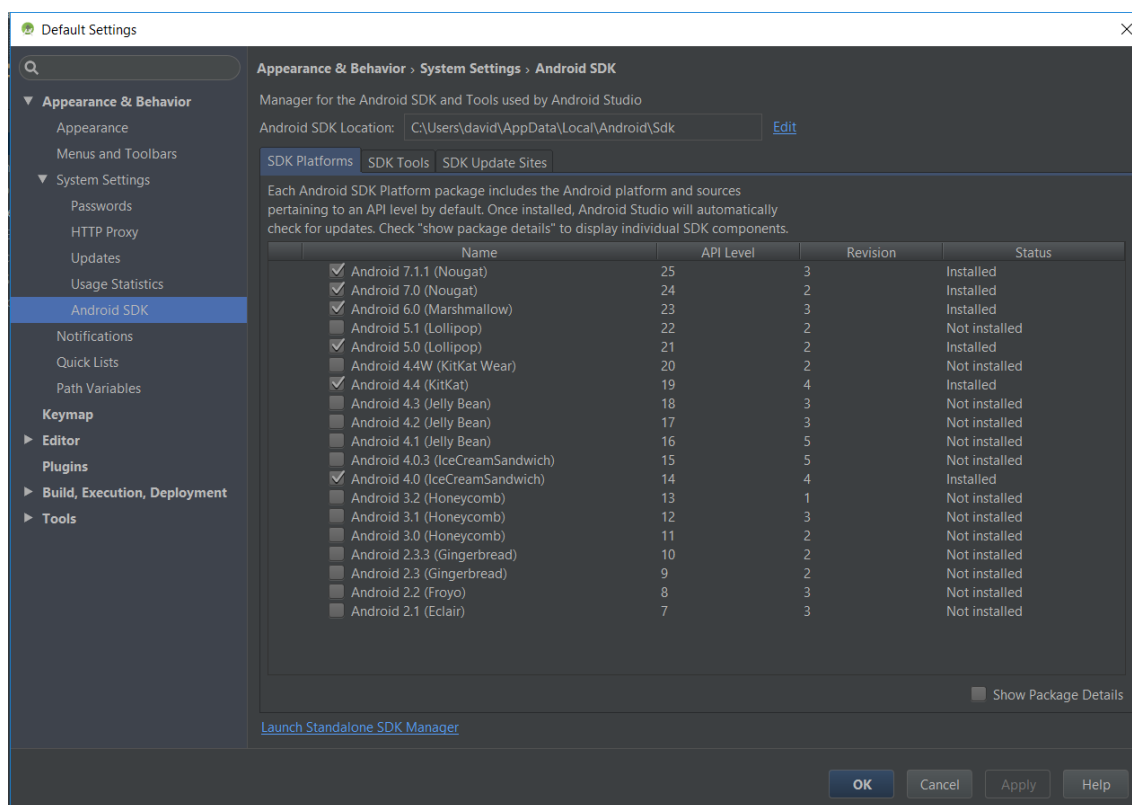 Default Settings
Appearance & Behavior
Appearance
Menus and Toolbars
System Settings
Passwords
HTTP Proxy
Updates
Usage Statistics
Android SDK
Notifications
Quick Lists
Path Variables
Keymap
Editor
Plugins
Build, Execution, Deployment
Tools
Appearance & Behavior › System Settings › Android SDK
Manager for the Android SDK and Tools used by Android Studio
Android SDK Location: C:\Users\david\AppData\Local\Android\Sdk Edit
SDK Platforms SDK Tools SDK Update Sites
Each Android SDK Platform package includes the Android platform and sources
pertaining to an API level by default. Once installed, Android Studio will automatically
check for updates. Check "show package details" to display individual SDK components.
Name API Level Revision Status
Android 7.1.1 (Nougat) 25 3 Installed
Android 7.0 (Nougat) 24 2 Installed
Android 6.0 (Marshmallow) 23 3 Installed
Android 5.1 (Lollipop) 22 2 Not installed
Android 5.0 (Lollipop) 21 2 Installed
Android 4.4W (KitKat Wear) 20 2 Not installed
Android 4.4 (KitKat) 19 4 Installed
Android 4.3 (Jelly Bean) 18 3 Not installed
Android 4.2 (Jelly Bean) 17 3 Not installed
Android 4.1 (Jelly Bean) 16 5 Not installed
Android 4.0.3 (IceCreamSandwich) 15 5 Not installed
Android 4.0 (IceCreamSandwich) 14 4 Installed
Android 3.2 (Honeycomb) 13 1 Not installed
Android 3.1 (Honeycomb) 12 3 Not installed
Android 3.0 (Honeycomb) 11 2 Not installed
Android 2.3.3 (Gingerbread) 10 2 Not installed
Android 2.3 (Gingerbread) 9 2 Not installed
Android 2.2 (Froyo) 8 3 Not installed
Android 2.1 (Eclair) 7 3 Not installed
Show Package Details
Launch Standalone SDK Manager
OK Cancel Apply Help